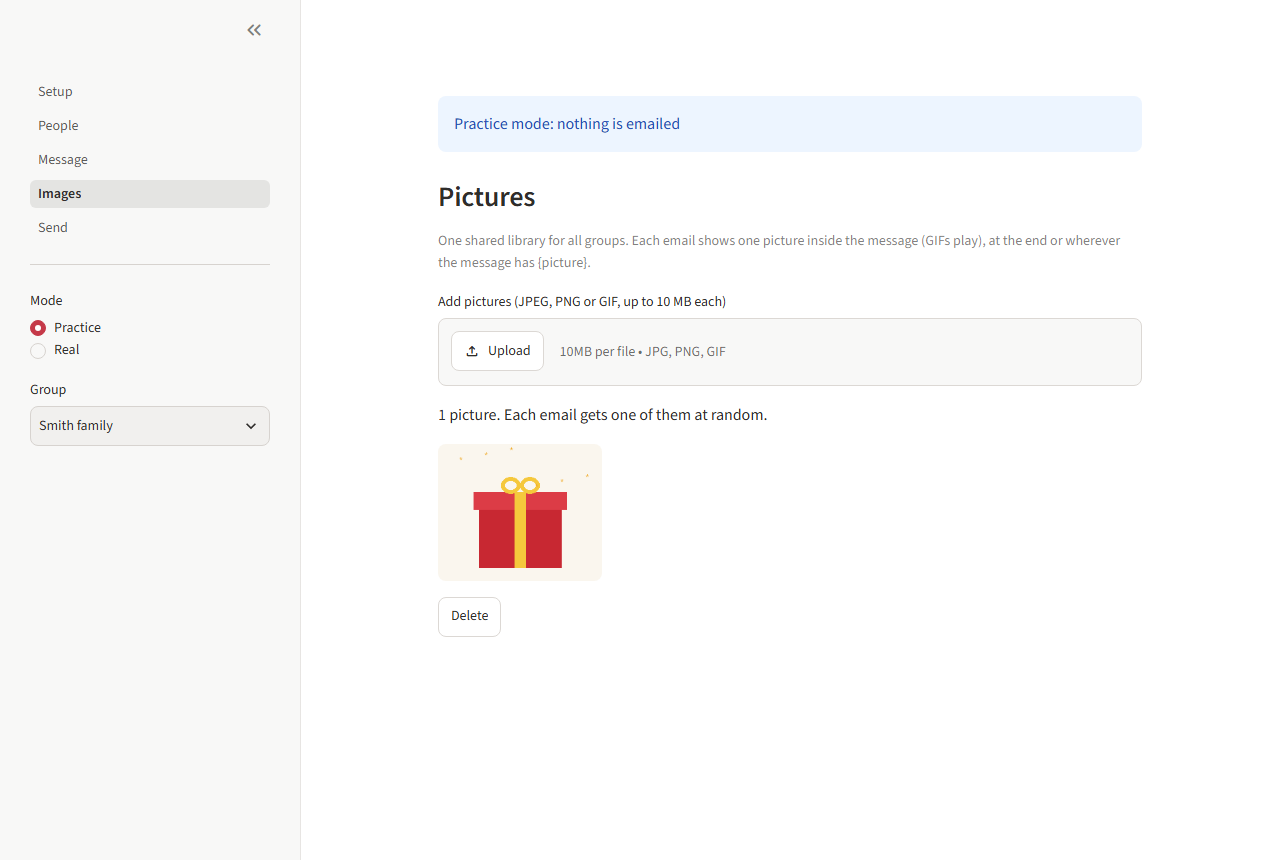 Setup
People
Message
Images
Send
Mode
Practice
Real
Group
Smith family
Practice mode: nothing is emailed
Pictures
One shared library for all groups. Each email shows one picture inside the message (GIFs play), at the end or wherever
the message has {picture}.
Add pictures (JPEG, PNG or GIF, up to 10 MB each)
Upload
10MB per file • JPG, PNG, GIF
1 picture. Each email gets one of them at random.
Delete